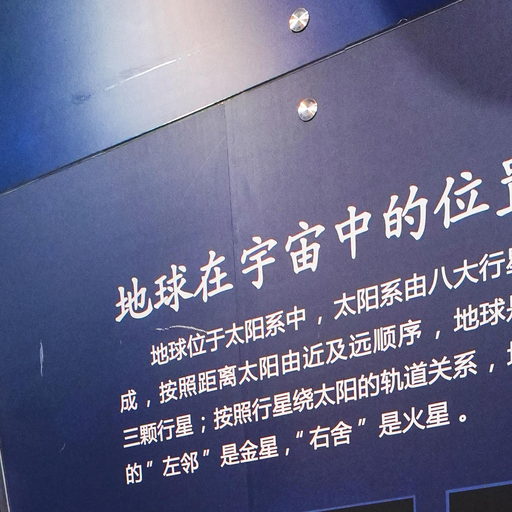 地球在宇宙中的位置
地球位于太阳系中，太阳系由八大行星
成，按照距离太阳由近及远顺序，地球是
三颗行星；按照行星绕太阳的轨道关系，
的"左邻"是金星，"右舍"是火星。